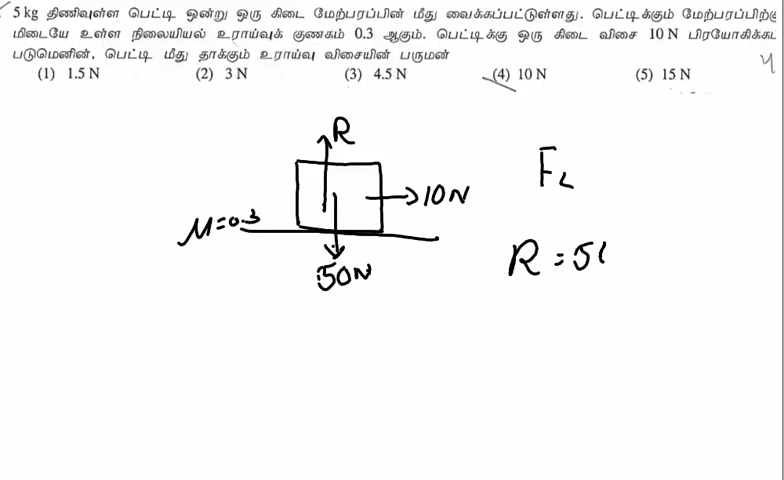 5 kg திணிவுள்ள பெட்டி ஒன்று ஒரு கிடை மேற்பரப்பின் மீது வைக்கப்பட்டுள்ளது. பெட்டிக்கும் மேற்பரப்பிற்கு
மிடையே உள்ள நிலையியல் உராய்வுக் குணகம் 0.3 ஆகும். பெட்டிக்கு ஒரு கிடை விசை 10 N பிரயோகிக்கப்
படுமெனின், பெட்டி மீது தாக்கும் உராய்வு விசையின் பருமன்
(1) 1.5 N (2) 3 N (3) 4.5 N (4) 10 N (5) 15 N
4
R
F_L
10N
M=0.3
R = 5(
50N